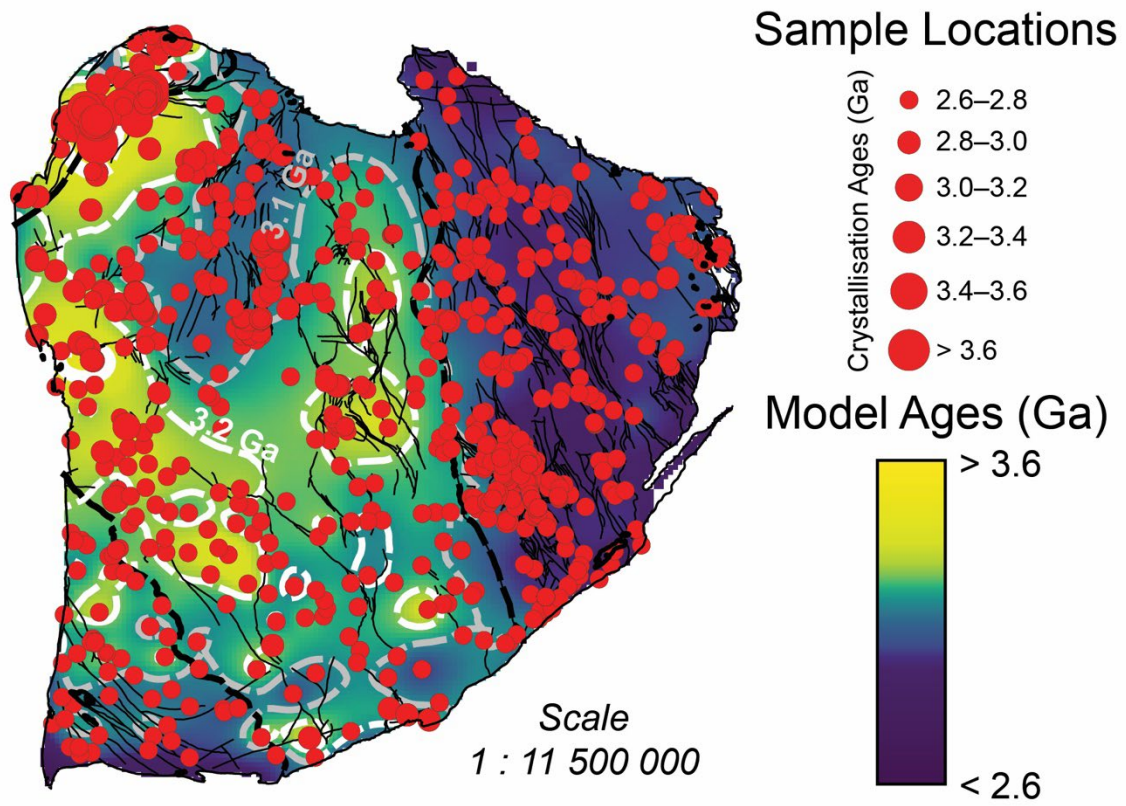 Sample Locations
Crystallisation Ages (Ga)
2.6–2.8
2.8–3.0
3.0–3.2
3.2–3.4
3.4–3.6
> 3.6
3.1 Ga
3.2 Ga
Model Ages (Ga)
> 3.6
< 2.6
Scale
1 : 11 500 000